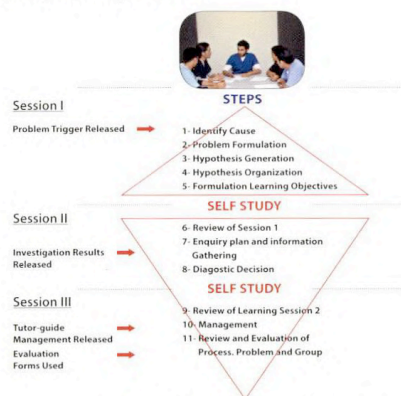 STEPS
Session I
Problem Trigger Released
1- Identify Cause
2- Problem Formulation
3- Hypothesis Generation
4- Hypothesis Organization
5- Formulation Learning Objectives
SELF STUDY
Session II
Investigation Results
Released
6- Review of Session 1
7- Enquiry plan and information
Gathering
8- Diagostic Decision
SELF STUDY
Session III
Tutor-guide
Management Released
Evaluation
Forms Used
9- Review of Learning Session 2
10- Management
11- Review and Evaluation of
Process. Problem and Group